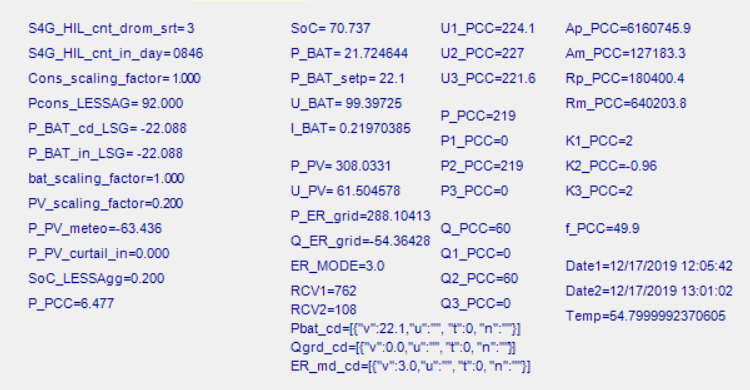 S4G_HIL_cnt_drom_srt=3
S4G_HIL_cnt_in_day=0846
Cons_scaling_factor=1.000
Pcons_LESSAG= 92.000
P_BAT_cd_LSG= -22.088
P_BAT_in_LSG= -22.088
bat_scaling_factor=1.000
PV_scaling_factor=0.200
P_PV_meteo=-63.436
P_PV_curtail_in=0.000
SoC_LESSAgg=0.200
P_PCC=6.477
SoC= 70.737
P_BAT= 21.724644
P_BAT_setp= 22.1
U_BAT= 99.39725
I_BAT= 0.21970385
P_PV= 308.0331
U_PV= 61.504578
P_ER_grid=288.10413
Q_ER_grid=-54.36428
ER_MODE=3.0
RCV1=762
RCV2=108
Pbat_cd=[{"v":22.1,"u":"", "t":0, "n":""}]
Qgrd_cd=[{"v":0.0,"u":"", "t":0, "n":""}]
ER_md_cd=[{"v":3.0,"u":"", "t":0, "n":""}]
U1_PCC=224.1
U2_PCC=227
U3_PCC=221.6
P_PCC=219
P1_PCC=0
P2_PCC=219
P3_PCC=0
Q_PCC=60
Q1_PCC=0
Q2_PCC=60
Q3_PCC=0
Ap_PCC=6160745.9
Am_PCC=127183.3
Rp_PCC=180400.4
Rm_PCC=640203.8
K1_PCC=2
K2_PCC=-0.96
K3_PCC=2
f_PCC=49.9
Date1=12/17/2019 12:05:42
Date2=12/17/2019 13:01:02
Temp=54.7999992370605